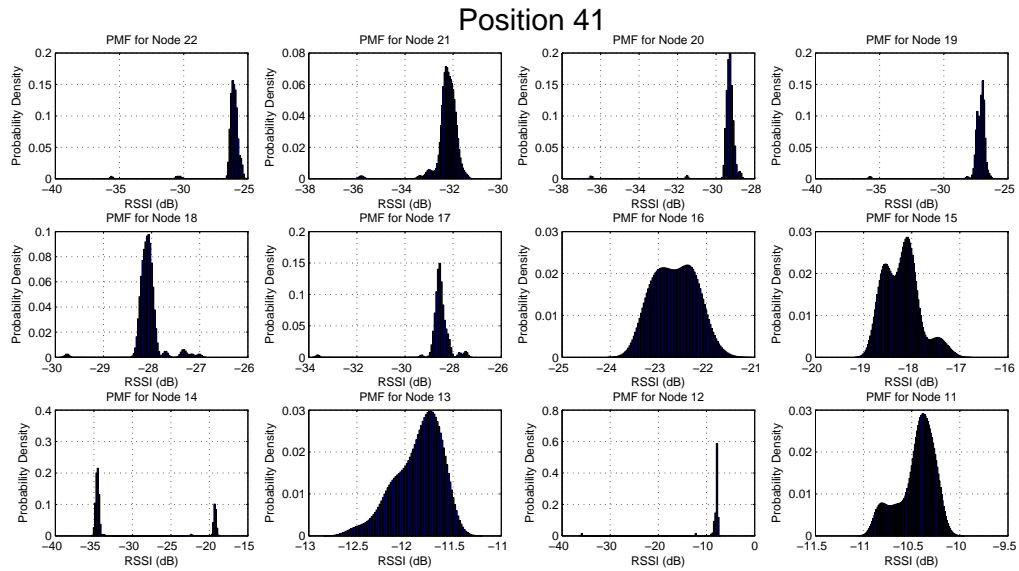 Position 41
PMF for Node 22
0.2
0.15
0.1
0.05
0
Probability Density
−40 −35 −30 −25
RSSI (dB)
PMF for Node 21
0.08
0.06
0.04
0.02
0
Probability Density
−38 −36 −34 −32 −30
RSSI (dB)
PMF for Node 20
0.2
0.15
0.1
0.05
0
Probability Density
−38 −36 −34 −32 −30 −28
RSSI (dB)
PMF for Node 19
0.2
0.15
0.1
0.05
0
Probability Density
−40 −35 −30 −25
RSSI (dB)
PMF for Node 18
0.1
0.08
0.06
0.04
0.02
0
Probability Density
−30 −29 −28 −27 −26
RSSI (dB)
PMF for Node 17
0.2
0.15
0.1
0.05
0
Probability Density
−34 −32 −30 −28 −26
RSSI (dB)
PMF for Node 16
0.03
0.02
0.01
0
Probability Density
−25 −24 −23 −22 −21
RSSI (dB)
PMF for Node 15
0.03
0.02
0.01
0
Probability Density
−20 −19 −18 −17 −16
RSSI (dB)
PMF for Node 14
0.4
0.3
0.2
0.1
0
Probability Density
−40 −35 −30 −25 −20 −15
RSSI (dB)
PMF for Node 13
0.03
0.02
0.01
0
Probability Density
−13 −12.5 −12 −11.5 −11
RSSI (dB)
PMF for Node 12
0.8
0.6
0.4
0.2
0
Probability Density
−40 −30 −20 −10 0
RSSI (dB)
PMF for Node 11
0.03
0.02
0.01
0
Probability Density
−11.5 −11 −10.5 −10 −9.5
RSSI (dB)